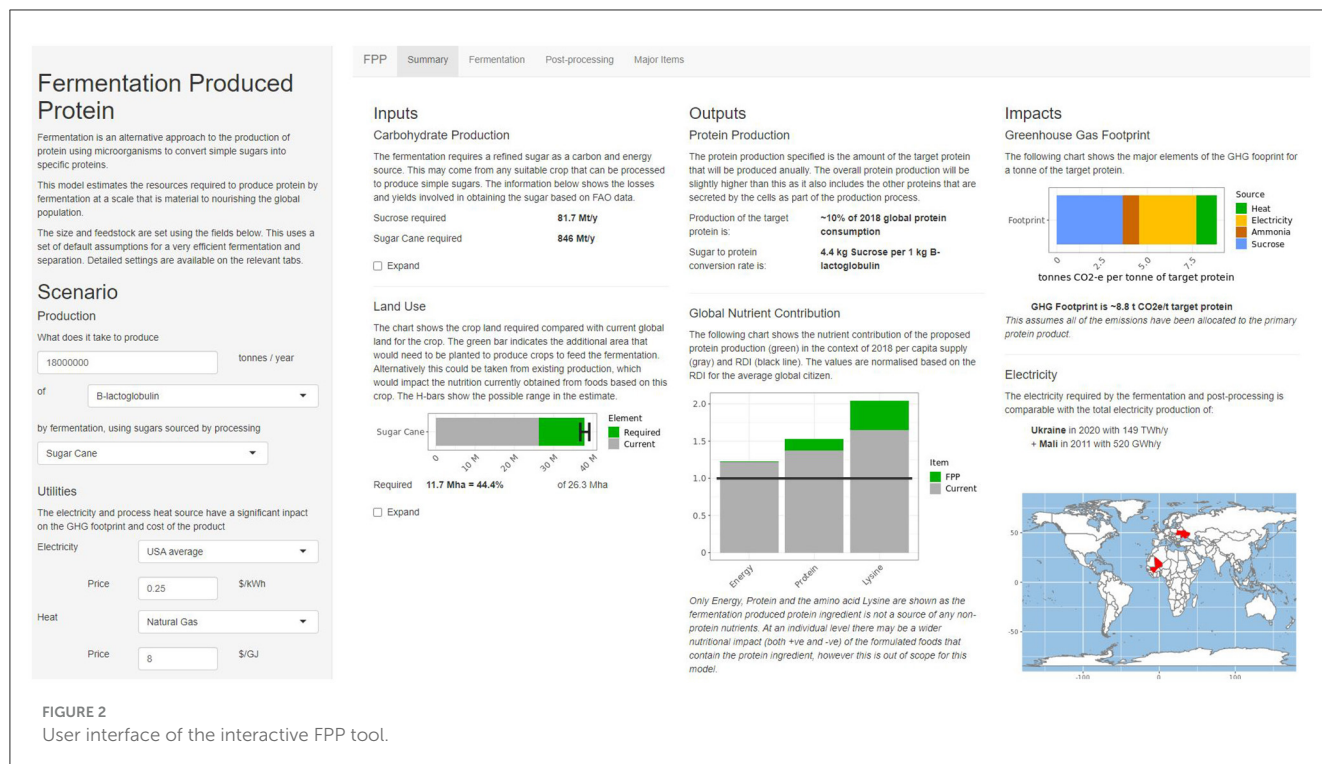 Fermentation Produced
Protein
Fermentation is an alternative approach to the production of
protein using microorganisms to convert simple sugars into
specific proteins.
This model estimates the resources required to produce protein by
fermentation at a scale that is material to nourishing the global
population.
The size and feedstock are set using the fields below. This uses a
set of default assumptions for a very efficient fermentation and
separation. Detailed settings are available on the relevant tabs.
Scenario
Production
What does it take to produce
18000000 tonnes / year
of B-lactoglobulin
by fermentation, using sugars sourced by processing
Sugar Cane
Utilities
The electricity and process heat source have a significant inpact
on the GHG footprint and cost of the product
Electricity USA average
Price 0.25 $/kWh
Heat Natural Gas
Price 8 $/GJ
FPP Summary Fermentation Post-processing Major Items
Inputs
Carbohydrate Production
The fermentation requires a refined sugar as a carbon and energy
source. This may come from any suitable crop that can be processed
to produce simple sugars. The information below shows the losses
and yields involved in obtaining the sugar based on FAO data.
Sucrose required 81.7 Mt/y
Sugar Cane required 846 Mt/y
Expand
Land Use
The chart shows the crop land required compared with current global
land for the crop. The green bar indicates the additional area that
would need to be planted to produce crops to feed the fermentation.
Alternatively this could be taken from existing production, which
would impact the nutrition currently obtained from foods based on this
crop. The H-bars show the possible range in the estimate.
Sugar Cane
0 10 M 20 M 30 M 40 M
Element
Required
Current
Required 11.7 Mha = 44.4% of 26.3 Mha
Expand
Outputs
Protein Production
The protein production specified is the amount of the target protein
that will be produced anually. The overall protein production will be
slightly higher than this as it also includes the other proteins that are
secreted by the cells as part of the production process.
Production of the target ~10% of 2018 global protein
protein is: consumption
Sugar to protein 4.4 kg Sucrose per 1 kg B-
conversion rate is: lactoglobulin
Global Nutrient Contribution
The following chart shows the nutrient contribution of the proposed
protein production (green) in the context of 2018 per capita supply
(gray) and RDI (black line). The values are normalised based on the
RDI for the average global citizen.
2.0
1.5
1.0
0.5
0
Energy Protein Lysine
Item
FPP
Current
Only Energy, Protein and the amino acid Lysine are shown as the
fermentation produced protein ingredient is not a source of any non-
protein nutrients. At an individual level there may be a wider
nutritional impact (both +ve and -ve) of the formulated foods that
contain the protein ingredient, however this is out of scope for this
model.
Impacts
Greenhouse Gas Footprint
The following chart shows the major elements of the GHG fooprint for
a tonne of the target protein.
Footprint
0 2.5 5.0 7.5
tonnes CO2-e per tonne of target protein
Source
Heat
Electricity
Ammonia
Sucrose
GHG Footprint is ~8.8 t CO2e/t target protein
This assumes all of the emissions have been allocated to the primary
protein product.
Electricity
The electricity required by the fermentation and post-processing is
comparable with the total electricity production of:
Ukraine in 2020 with 149 TWh/y
+ Mali in 2011 with 520 GWh/y
50
0
-50
-100 0 100
FIGURE 2
User interface of the interactive FPP tool.